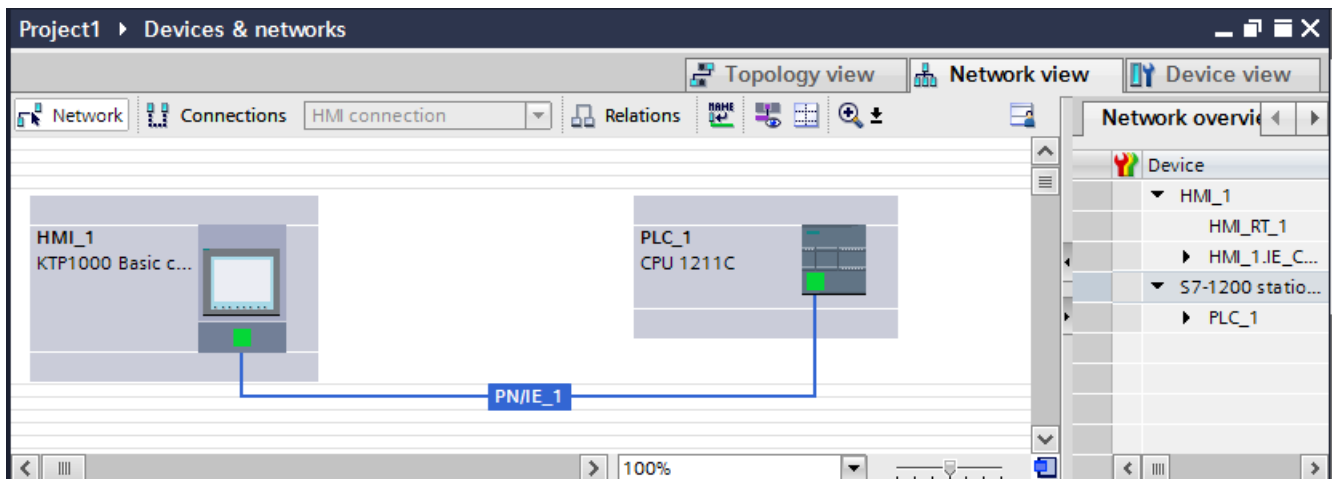 Project1 ▸ Devices & networks
Topology view Network view Device view
Network Connections HMI connection Relations NAME
Network overvie
Device
HMI_1
HMI_RT_1
HMI_1.IE_C...
S7-1200 statio...
PLC_1
HMI_1
KTP1000 Basic c...
PLC_1
CPU 1211C
PN/IE_1
100%